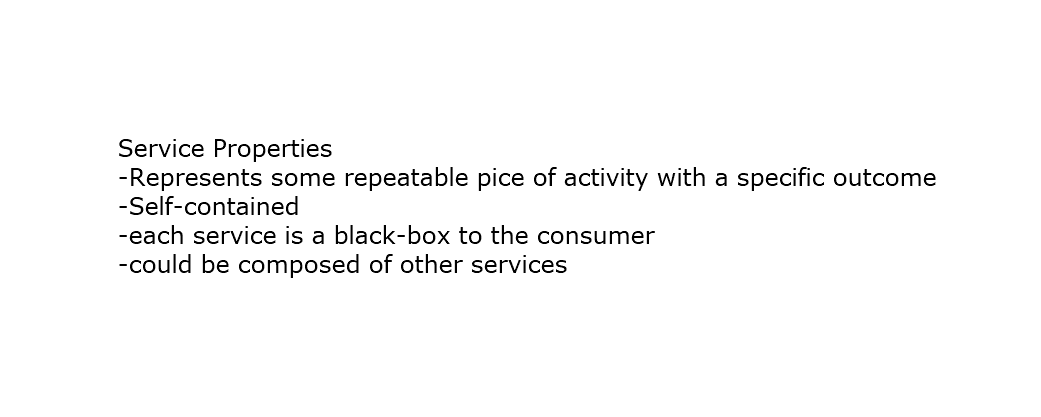 Service Properties
-Represents some repeatable pice of activity with a specific outcome
-Self-contained
-each service is a black-box to the consumer
-could be composed of other services